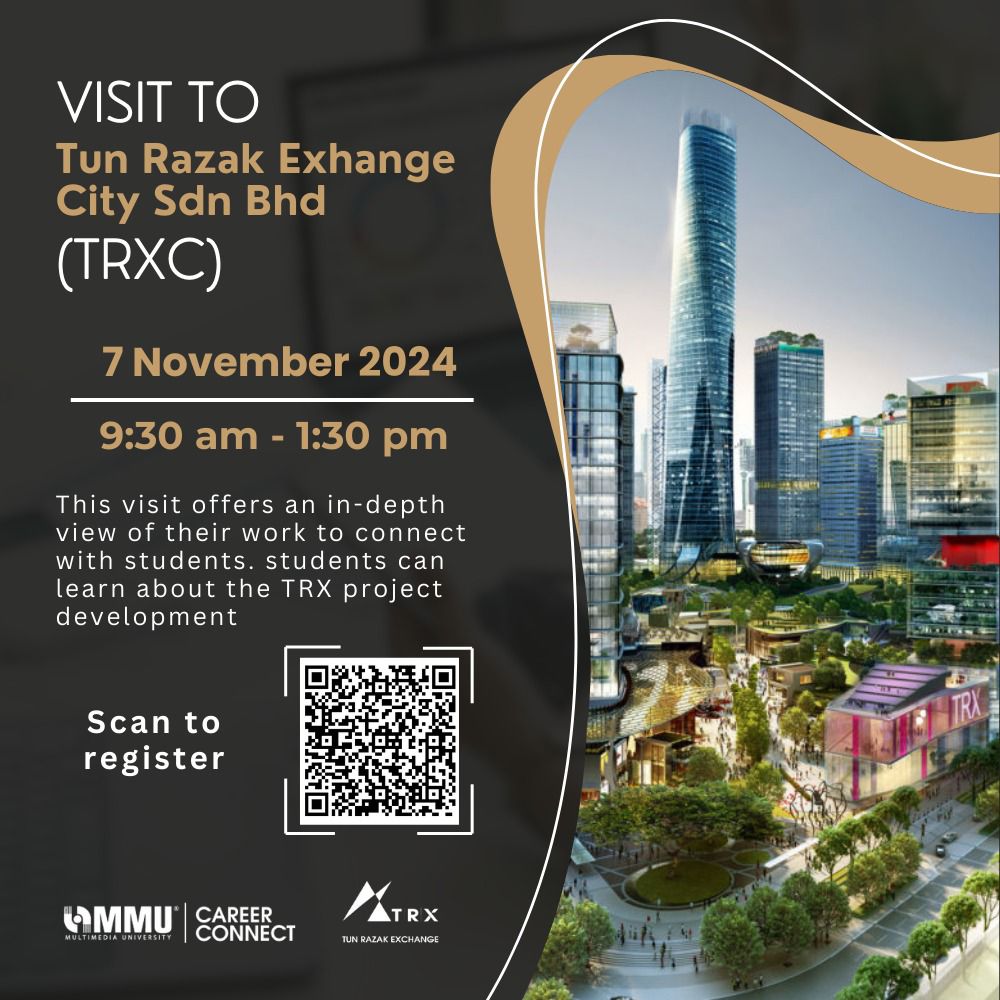 VISIT TO
Tun Razak Exhange
City Sdn Bhd
(TRXC)
7 November 2024
9:30 am - 1:30 pm
This visit offers an in-depth
view of their work to connect
with students. students can
learn about the TRX project
development
Scan to
register
MMU®
MULTIMEDIA UNIVERSITY
CAREER
CONNECT
TRX
TUN RAZAK EXCHANGE
TRX